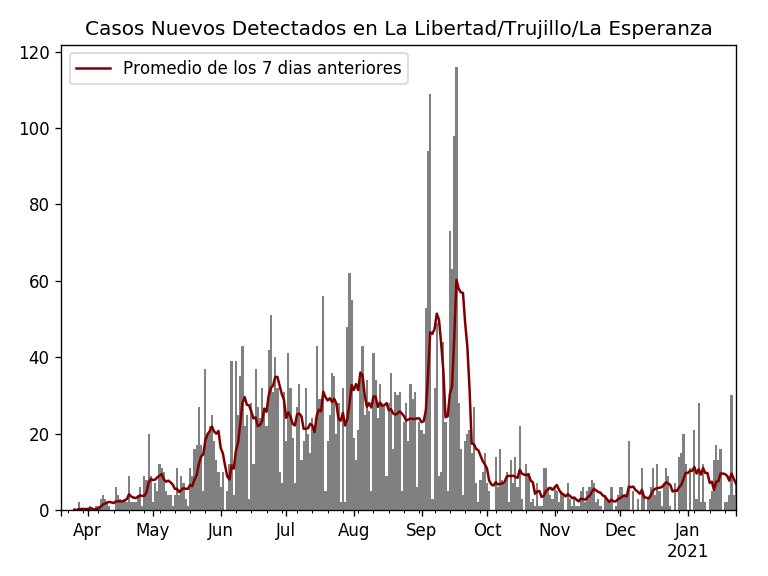 Casos Nuevos Detectados en La Libertad/Trujillo/La Esperanza
Promedio de los 7 dias anteriores
120
100
80
60
40
20
0
Apr May Jun Jul Aug Sep Oct Nov Dec Jan
2021